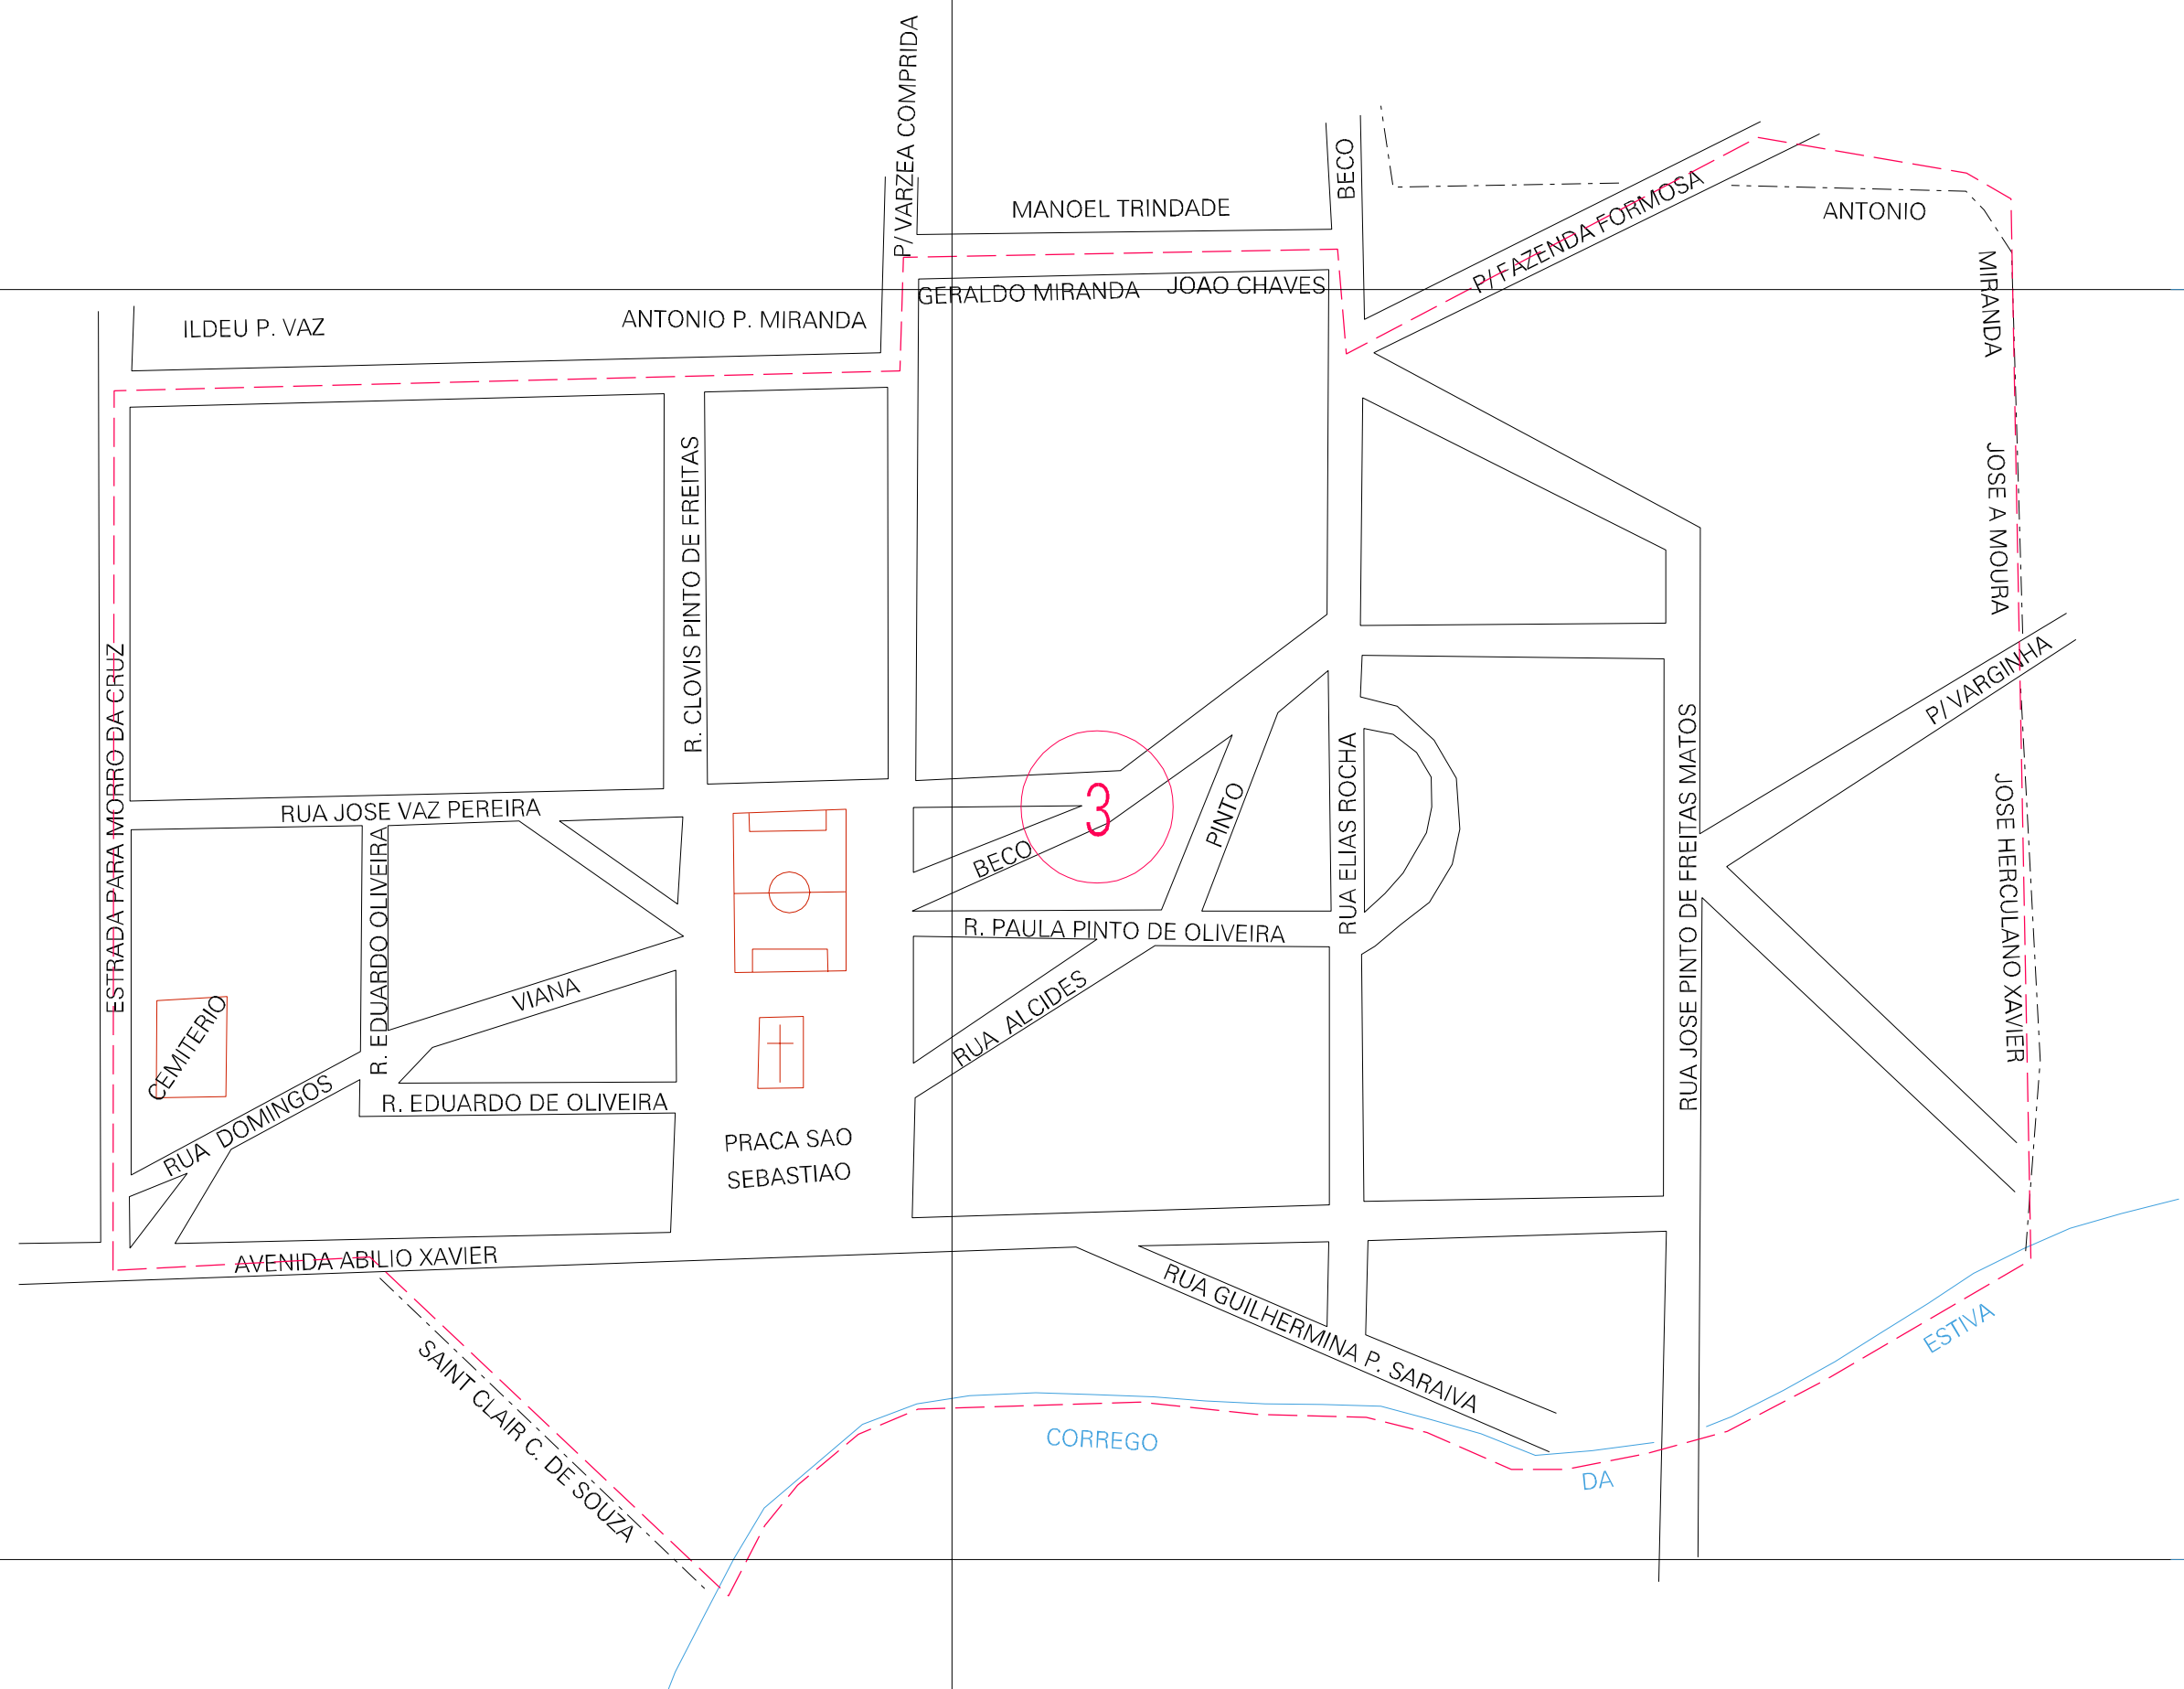 P/ VARZEA COMPRIDA
BECO
MANOEL TRINDADE
P/ FAZENDA FORMOSA
ANTONIO
MIRANDA
GERALDO MIRANDA
JOAO CHAVES
ILDEU P. VAZ
ANTONIO P. MIRANDA
R. CLOVIS PINTO DE FREITAS
JOSE A MOURA
ESTRADA PARA MORRO DA CRUZ
P/ VARGINHA
RUA JOSE VAZ PEREIRA
3
PINTO
RUA ELIAS ROCHA
RUA JOSE PINTO DE FREITAS MATOS
JOSE HERCULANO XAVIER
R. EDUARDO OLIVEIRA
BECO
R. PAULA PINTO DE OLIVEIRA
VIANA
RUA ALCIDES
CEMITERIO
RUA DOMINGOS
R. EDUARDO DE OLIVEIRA
PRACA SAO
SEBASTIAO
AVENIDA ABILIO XAVIER
RUA GUILHERMINA P. SARAIVA
SAINT CLAIR C. DE SOUZA
CORREGO
DA
ESTIVA